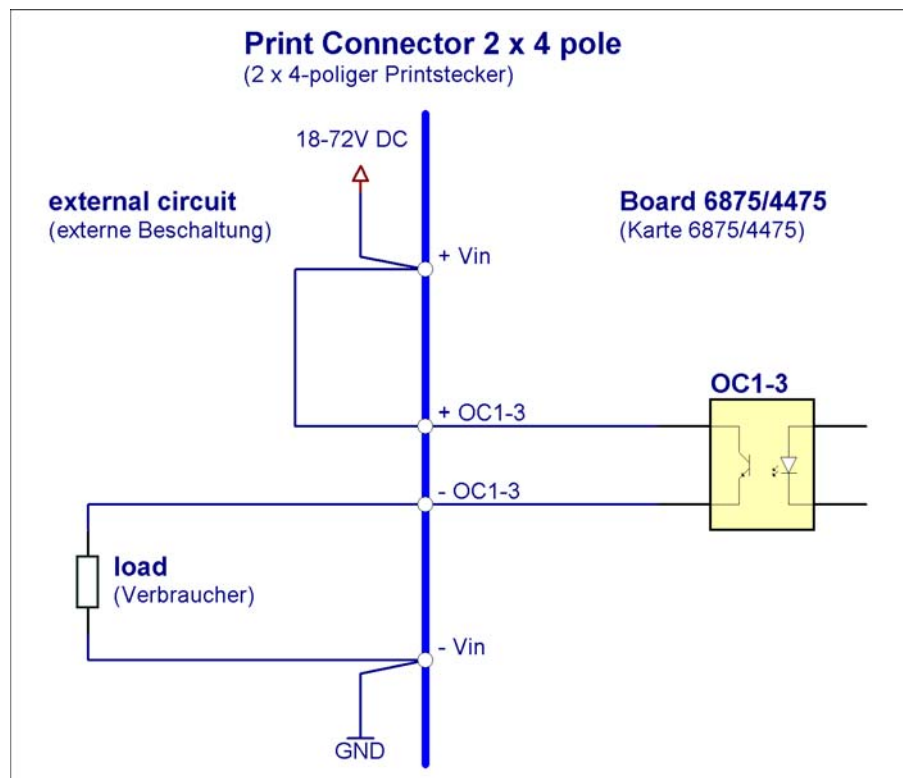 Print Connector 2 x 4 pole
(2 x 4-poliger Printstecker)
18-72V DC
external circuit
(externe Beschaltung)
Board 6875/4475
(Karte 6875/4475)
+ Vin
OC1-3
+ OC1-3
- OC1-3
load
(Verbraucher)
- Vin
GND